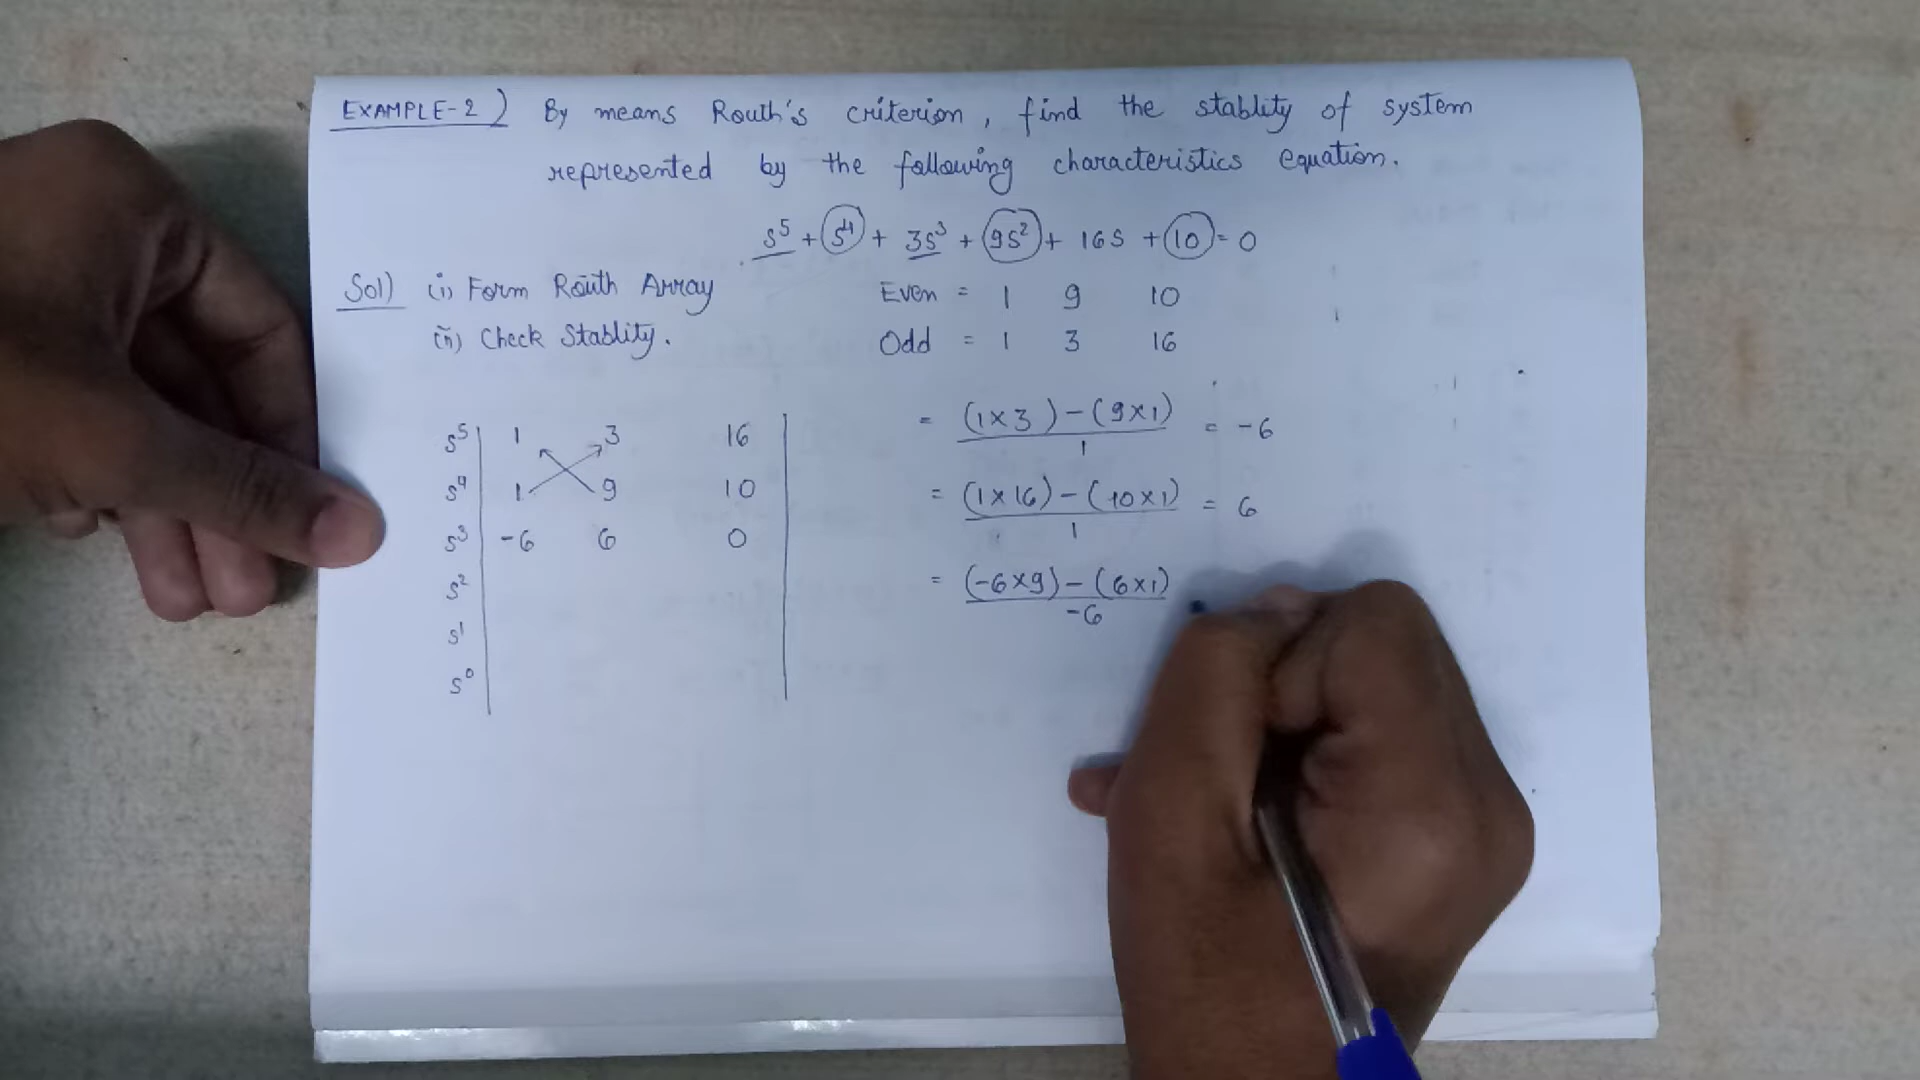 EXAMPLE-2) By means Routh's criterion, find the stablity of system
represented by the following characteristics equation.
s⁵ + s⁴ + 3s³ + 9s² + 16s + 10 = 0
Sol) (i) Form Routh Array
(ii) Check Stablity.
Even = 1 9 10
Odd = 1 3 16
s⁵ 1 3 16
s⁴ 1 9 10
s³ -6 6 0
s²
s¹
s⁰
= (1×3) - (9×1) = -6
1
= (1×16) - (10×1) = 6
1
= (-6×9) - (6×1)
-6